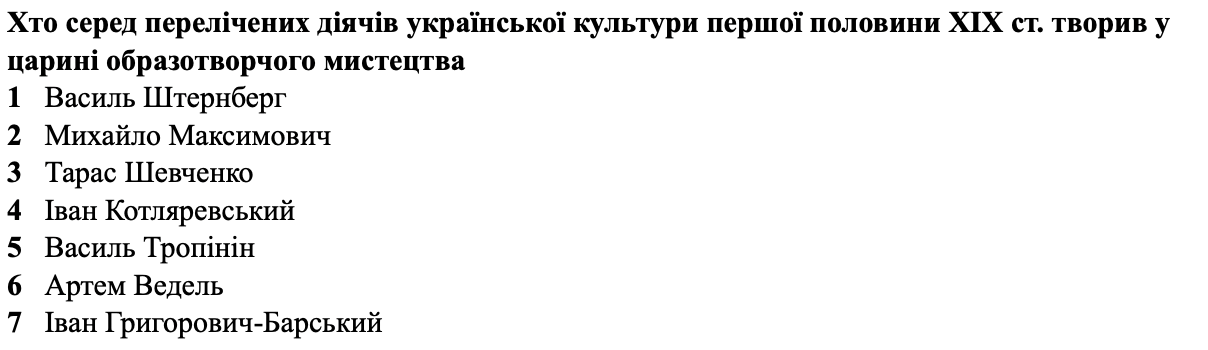 Хто серед перелічених діячів української культури першої половини ХІХ ст. творив у
царині образотворчого мистецтва
1 Василь Штернберг
2 Михайло Максимович
3 Тарас Шевченко
4 Іван Котляревський
5 Василь Тропінін
6 Артем Ведель
7 Іван Григорович-Барський